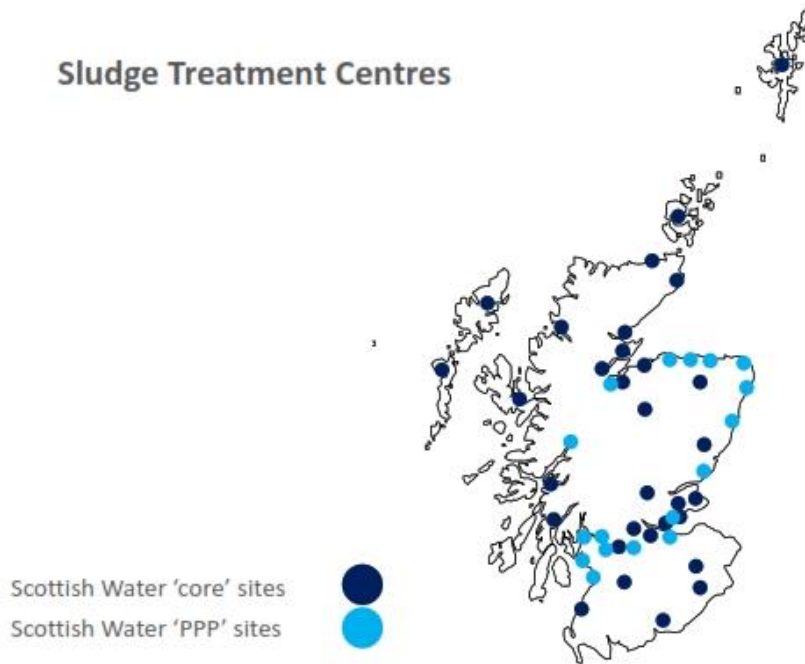 Sludge Treatment Centres
Scottish Water ‘core’ sites
Scottish Water ‘PPP’ sites